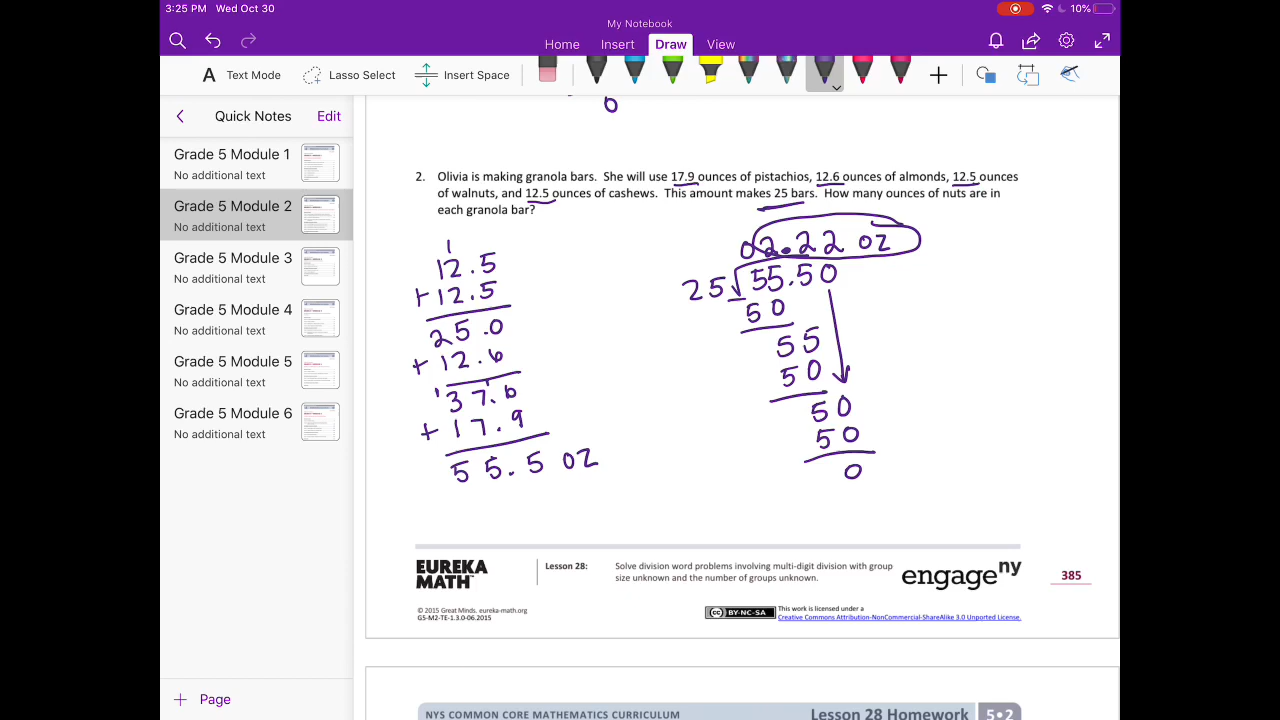 3:25 PM Wed Oct 30
My Notebook
10%
Home Insert Draw View
Text Mode Lasso Select Insert Space
Quick Notes Edit
Grade 5 Module 1
No additional text
Grade 5 Module 2
No additional text
Grade 5 Module 3
No additional text
Grade 5 Module 4
No additional text
Grade 5 Module 5
No additional text
Grade 5 Module 6
No additional text
Page
0
2. Olivia is making granola bars. She will use 17.9 ounces of pistachios, 12.6 ounces of almonds, 12.5 ounces
of walnuts, and 12.5 ounces of cashews. This amount makes 25 bars. How many ounces of nuts are in
each granola bar?
1
12.5
+12.5
25.0
+12.6
1 1
37.6
+17.9
55.5 oz
02.22 oz
25 55.50
50
55
50
50
50
0
EUREKA
MATH
Lesson 28:
Solve division word problems involving multi-digit division with group
size unknown and the number of groups unknown.
engageny
385
© 2015 Great Minds. eureka-math.org
G5-M2-TE-1.3.0-06.2015
BY-NC-SA
This work is licensed under a
Creative Commons Attribution-NonCommercial-ShareAlike 3.0 Unported License.
NYS COMMON CORE MATHEMATICS CURRICULUM
Lesson 28 Homework
5•2